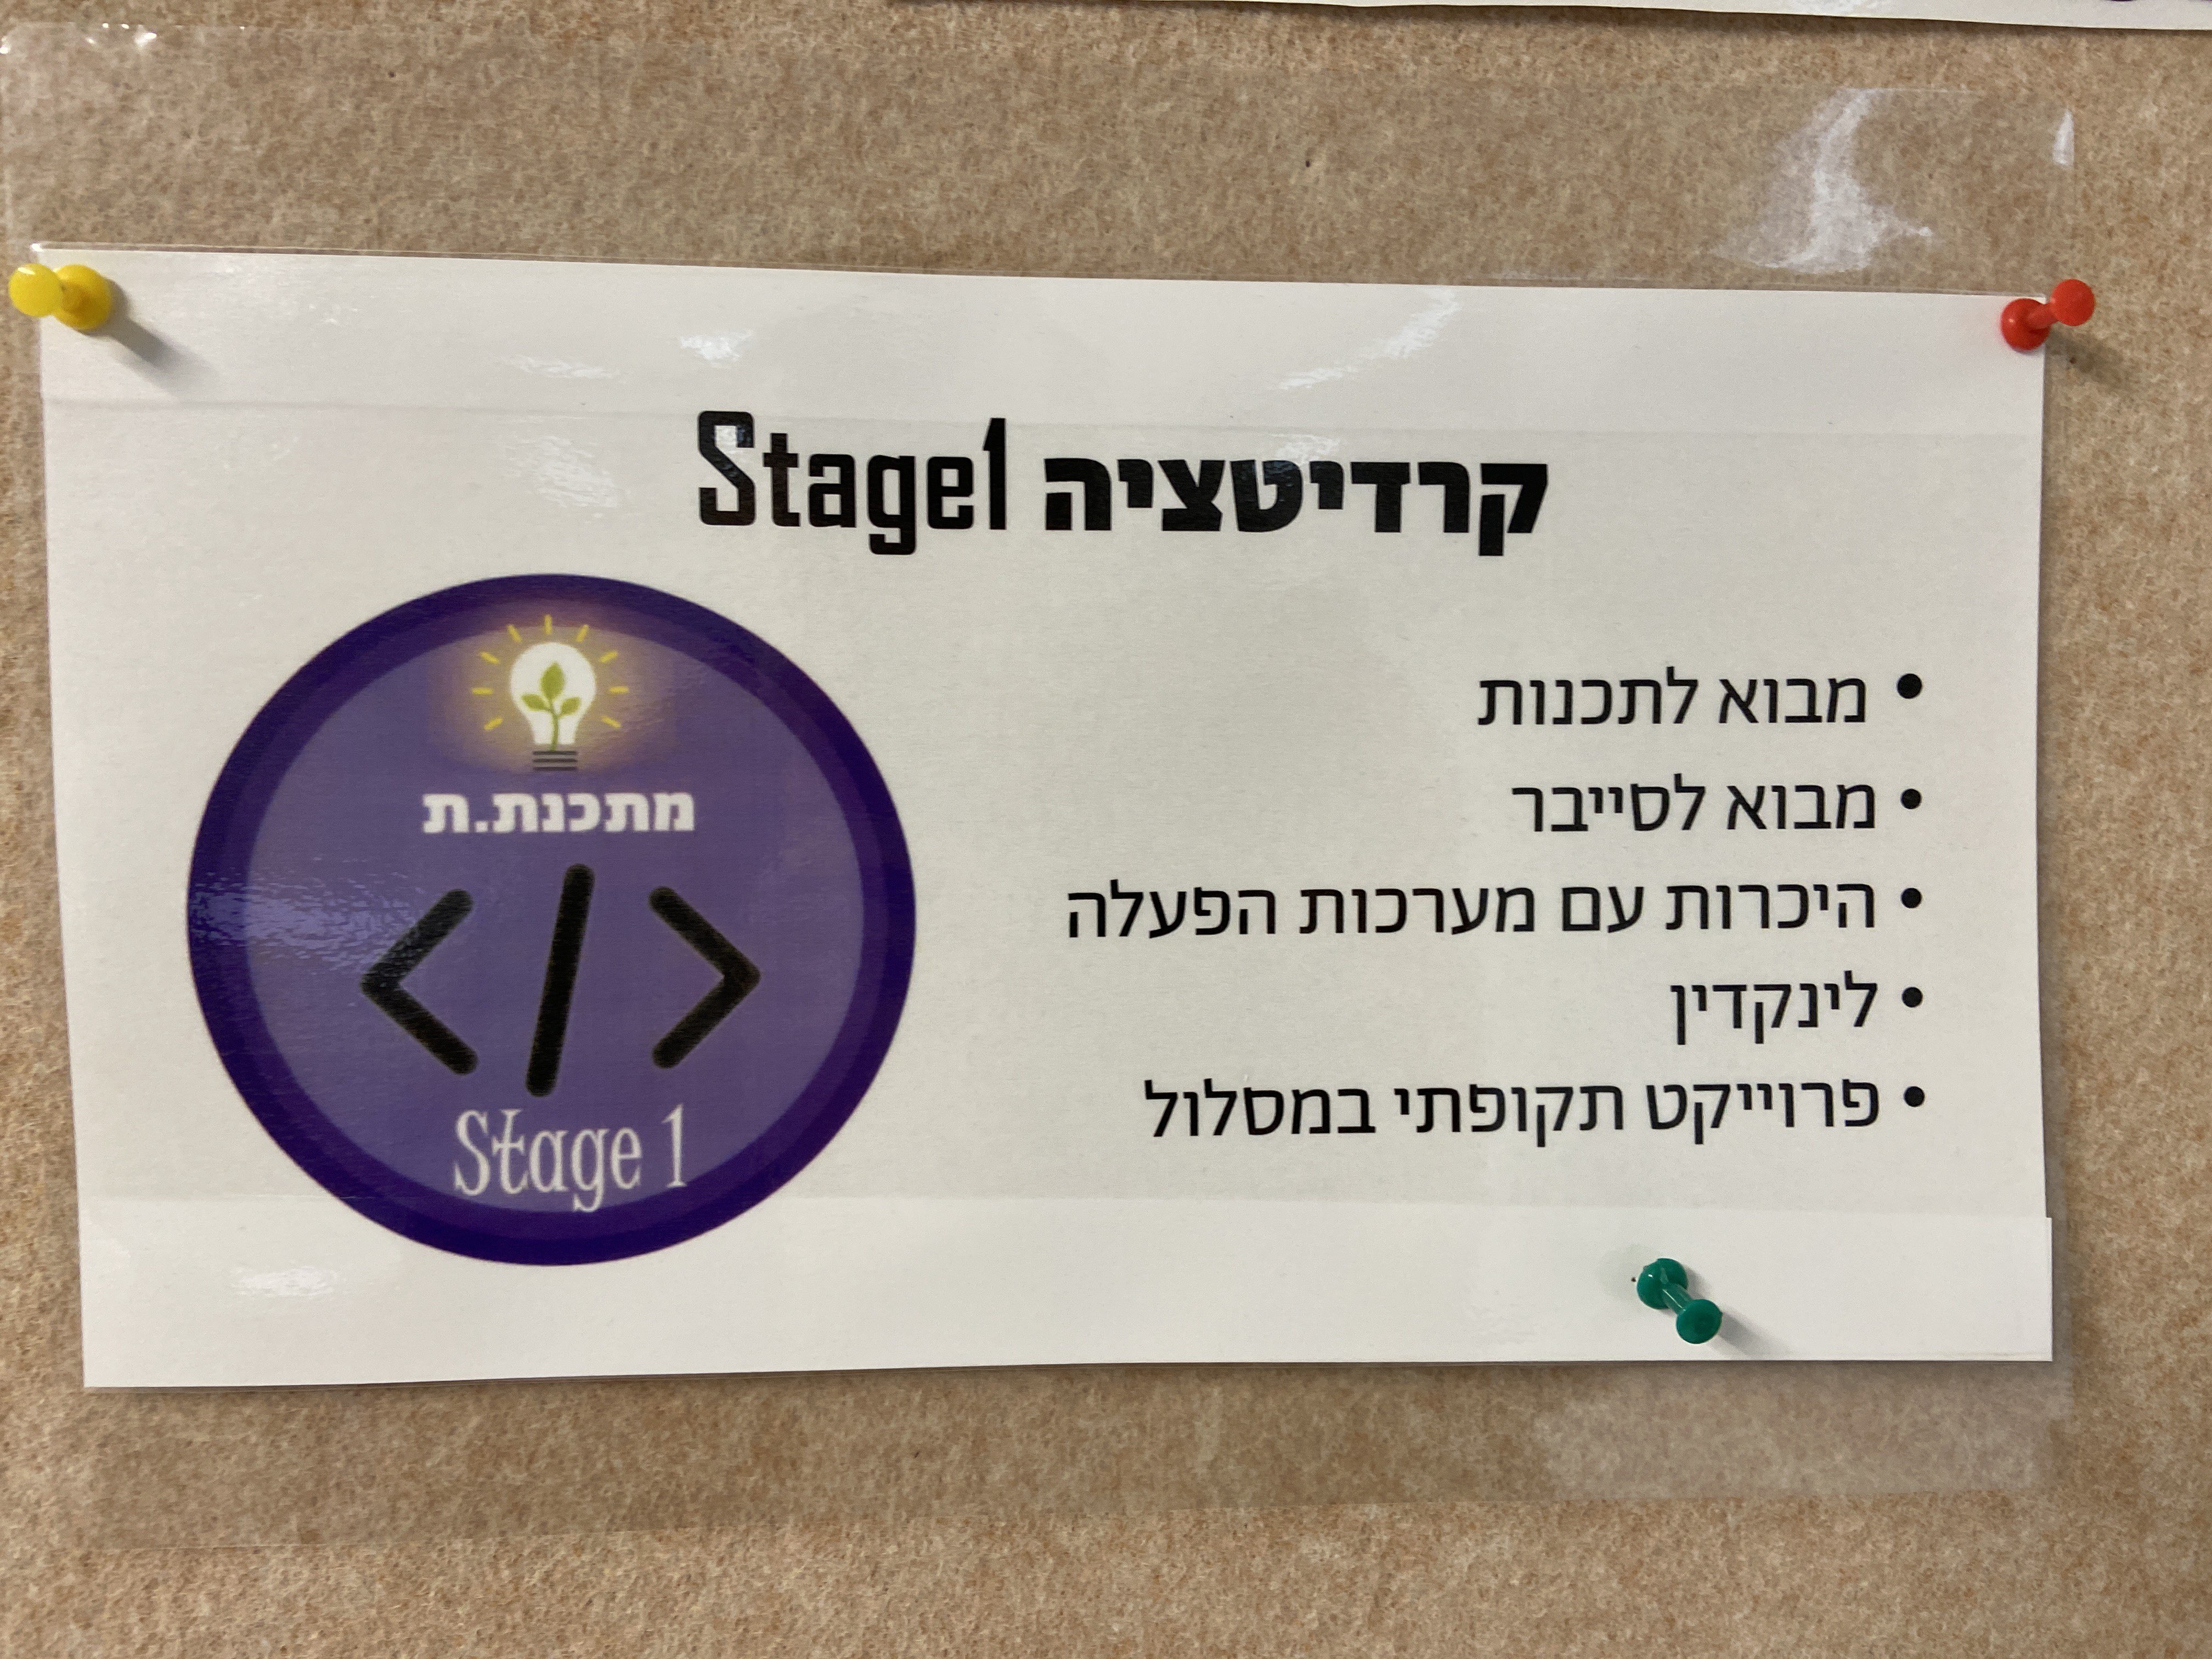 קרדיטציה Stage1
• מבוא לתכנות
• מבוא לסייבר
• היכרות עם מערכות הפעלה
• לינקדין
• פרוייקט תקופתי במסלול
מתכנת.ת
</>
Stage 1